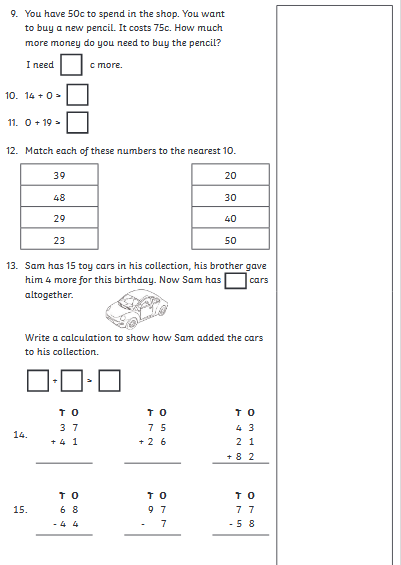 9. You have 50c to spend in the shop. You want
to buy a new pencil. It costs 75c. How much
more money do you need to buy the pencil?
I need c more.
10. 14 + 0 =
11. 0 + 19 =
12. Match each of these numbers to the nearest 10.
39 20
48 30
29 40
23 50
13. Sam has 15 toy cars in his collection, his brother gave
him 4 more for this birthday. Now Sam has cars
altogether.
Write a calculation to show how Sam added the cars
to his collection.
+ =
T O T O T O
3 7 7 5 4 3
14. + 4 1 + 2 6 2 1
+ 8 2
T O T O T O
15. 6 8 9 7 7 7
- 4 4 - 7 - 5 8